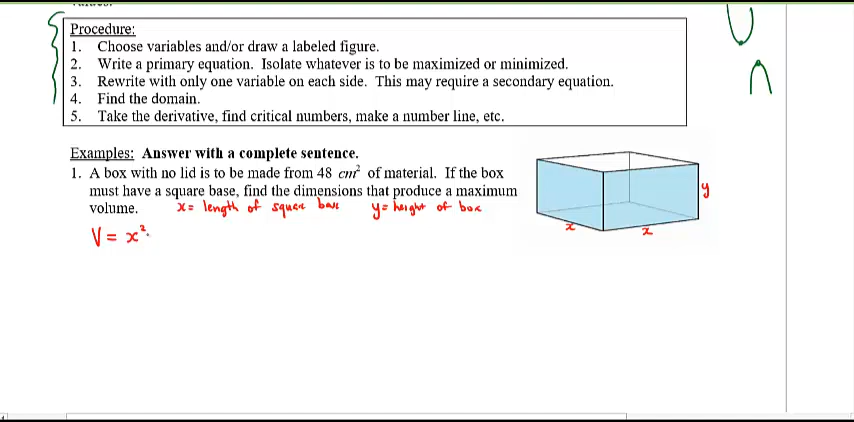 Procedure:
1. Choose variables and/or draw a labeled figure.
2. Write a primary equation. Isolate whatever is to be maximized or minimized.
3. Rewrite with only one variable on each side. This may require a secondary equation.
4. Find the domain.
5. Take the derivative, find critical numbers, make a number line, etc.
Examples: Answer with a complete sentence.
1. A box with no lid is to be made from 48 cm² of material. If the box
must have a square base, find the dimensions that produce a maximum
volume. x = length of square base y = height of box
V = x².
y
x x